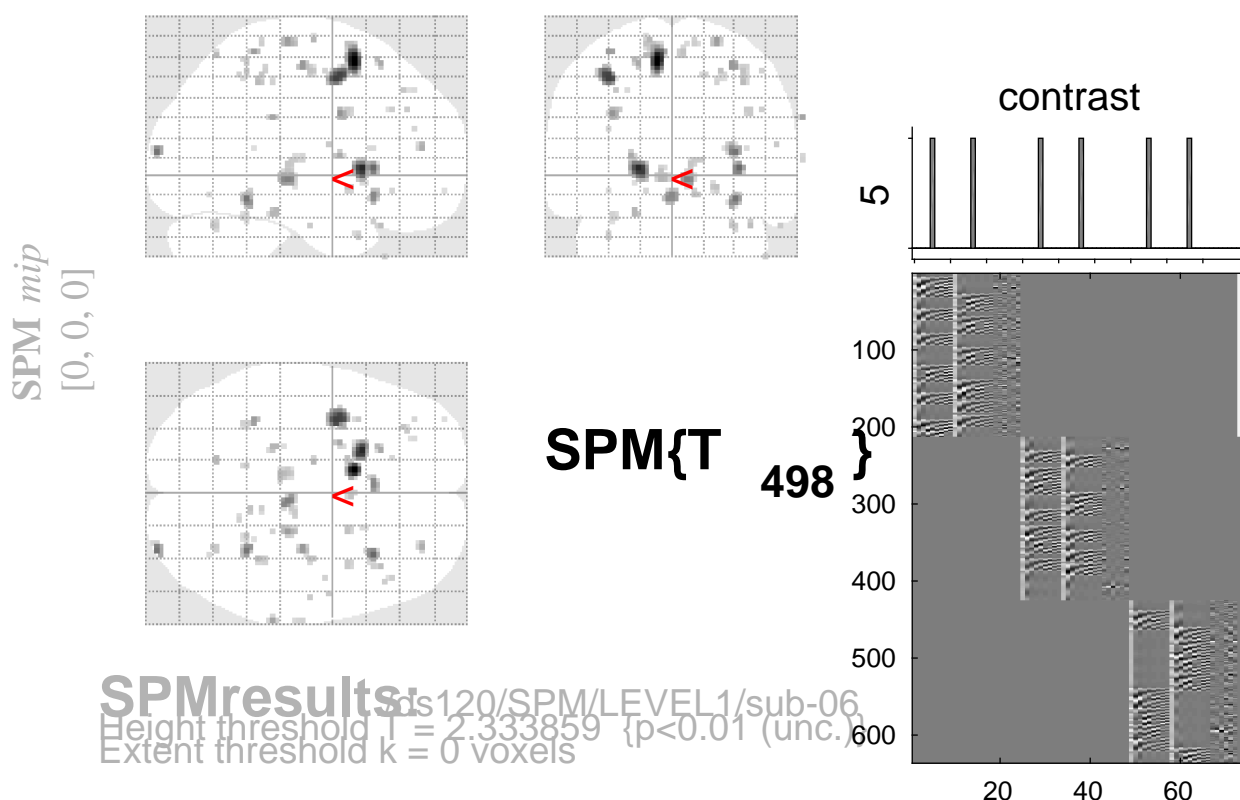 SPM mip
[0, 0, 0]
<
<
<
SPM{T498}
contrast
5
100
200
300
400
500
600
20
40
60
SPMresults: /ds120/SPM/LEVEL1/sub-06
Height threshold T = 2.333859 {p<0.01 (unc.)}
Extent threshold k = 0 voxels